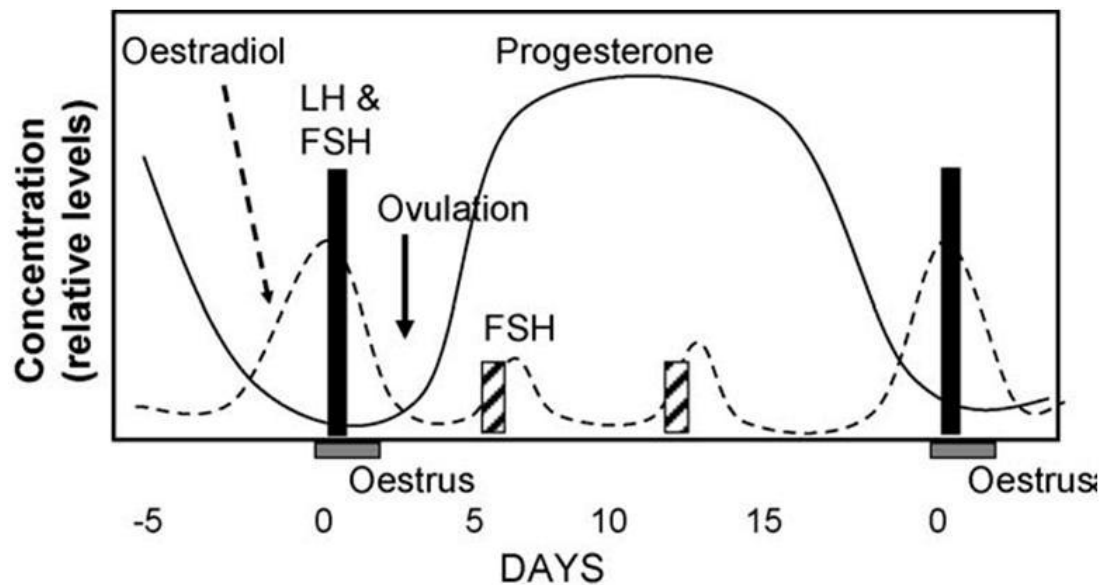 Oestradiol
Progesterone
LH &
FSH
Ovulation
FSH
Concentration
(relative levels)
Oestrus
Oestrus
-5 0 5 10 15 0
DAYS